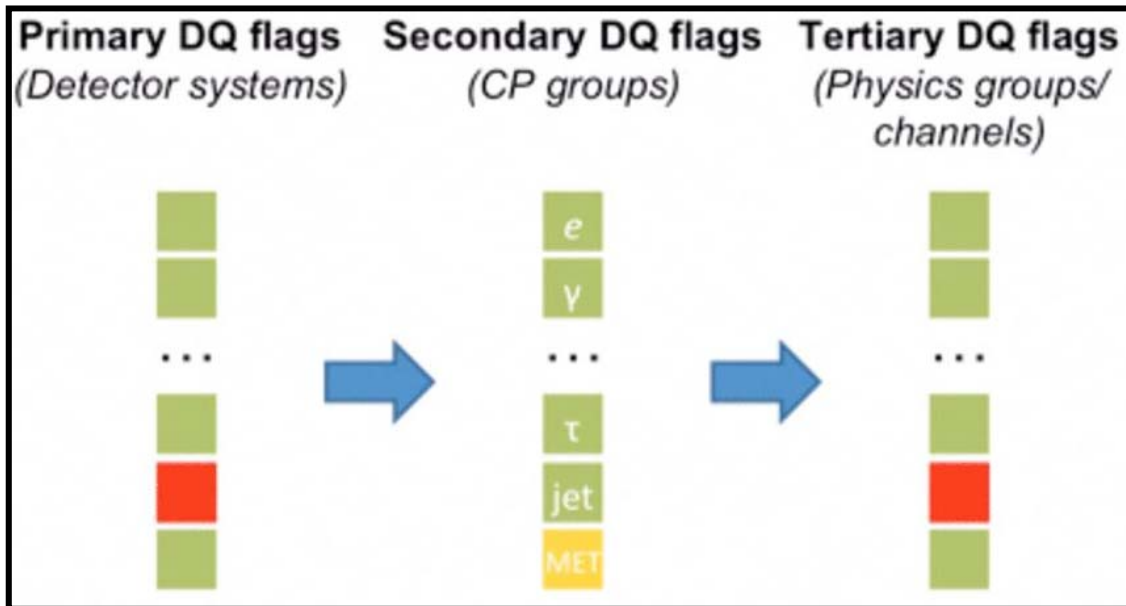 Primary DQ flags
(Detector systems)
Secondary DQ flags
(CP groups)
Tertiary DQ flags
(Physics groups/
channels)
...
e
γ
...
τ
jet
MET
...